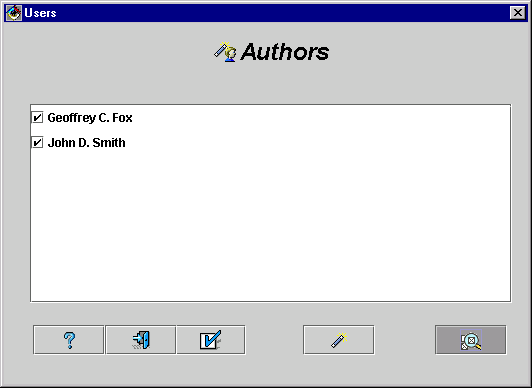 Users
Authors
Geoffrey C. Fox
John D. Smith
?